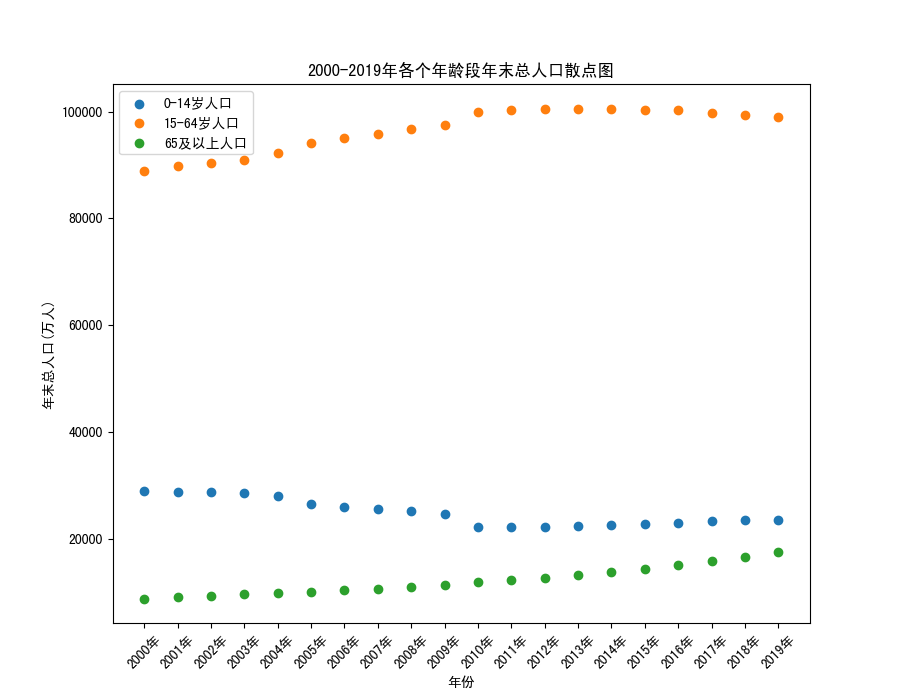 2000-2019年各个年龄段年末总人口散点图
0-14岁人口
15-64岁人口
65及以上人口
100000
80000
60000
40000
20000
年末总人口(万人)
2000年
2001年
2002年
2003年
2004年
2005年
2006年
2007年
2008年
2009年
2010年
2011年
2012年
2013年
2014年
2015年
2016年
2017年
2018年
2019年
年份